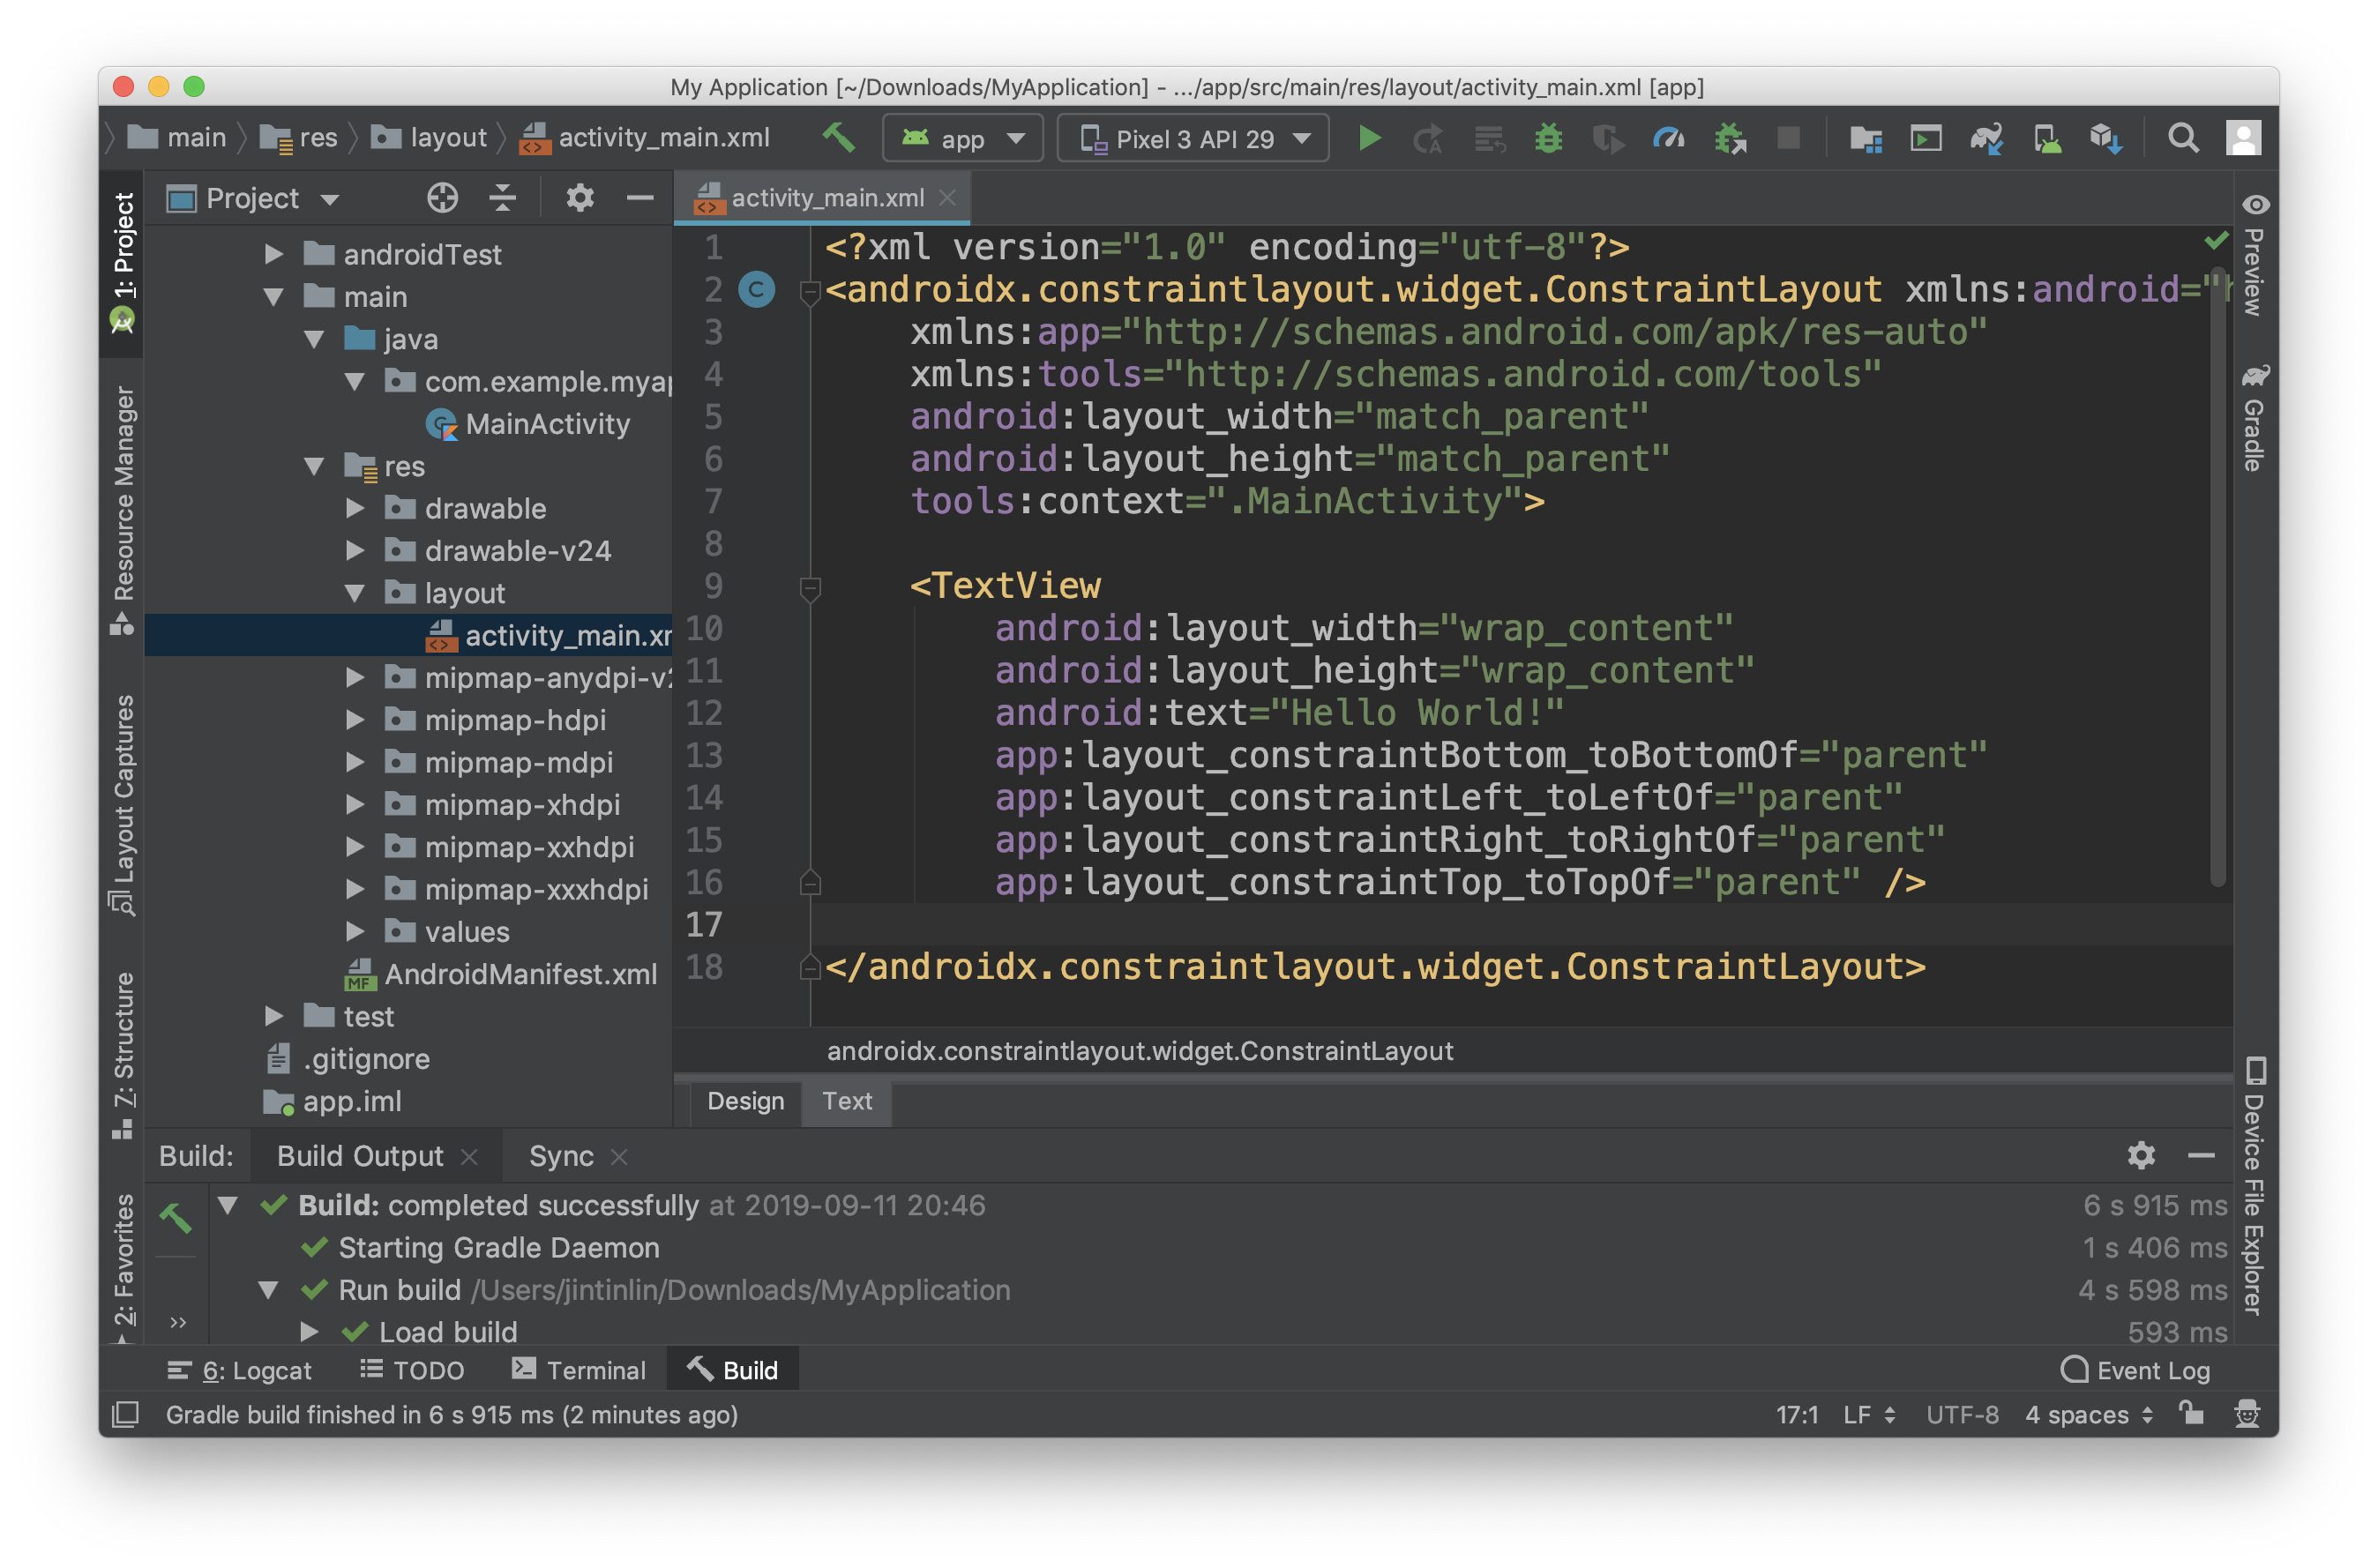 My Application [~/Downloads/MyApplication] - .../app/src/main/res/layout/activity_main.xml [app]
main res layout activity_main.xml app Pixel 3 API 29
1: Project
Resource Manager
Layout Captures
7: Structure
2: Favorites
Project
androidTest
main
java
com.example.myap
MainActivity
res
drawable
drawable-v24
layout
activity_main.xm
mipmap-anydpi-v2
mipmap-hdpi
mipmap-mdpi
mipmap-xhdpi
mipmap-xxhdpi
mipmap-xxxhdpi
values
AndroidManifest.xml
test
.gitignore
app.iml
activity_main.xml
1 <?xml version="1.0" encoding="utf-8"?>
2 <androidx.constraintlayout.widget.ConstraintLayout xmlns:android="h
3 xmlns:app="http://schemas.android.com/apk/res-auto"
4 xmlns:tools="http://schemas.android.com/tools"
5 android:layout_width="match_parent"
6 android:layout_height="match_parent"
7 tools:context=".MainActivity">
8
9 <TextView
10 android:layout_width="wrap_content"
11 android:layout_height="wrap_content"
12 android:text="Hello World!"
13 app:layout_constraintBottom_toBottomOf="parent"
14 app:layout_constraintLeft_toLeftOf="parent"
15 app:layout_constraintRight_toRightOf="parent"
16 app:layout_constraintTop_toTopOf="parent" />
17
18 </androidx.constraintlayout.widget.ConstraintLayout>
androidx.constraintlayout.widget.ConstraintLayout
Design Text
Preview
Gradle
Device File Explorer
Build: Build Output Sync
Build: completed successfully at 2019-09-11 20:46 6 s 915 ms
Starting Gradle Daemon 1 s 406 ms
Run build /Users/jintinlin/Downloads/MyApplication 4 s 598 ms
Load build 593 ms
6: Logcat TODO Terminal Build Event Log
Gradle build finished in 6 s 915 ms (2 minutes ago) 17:1 LF UTF-8 4 spaces